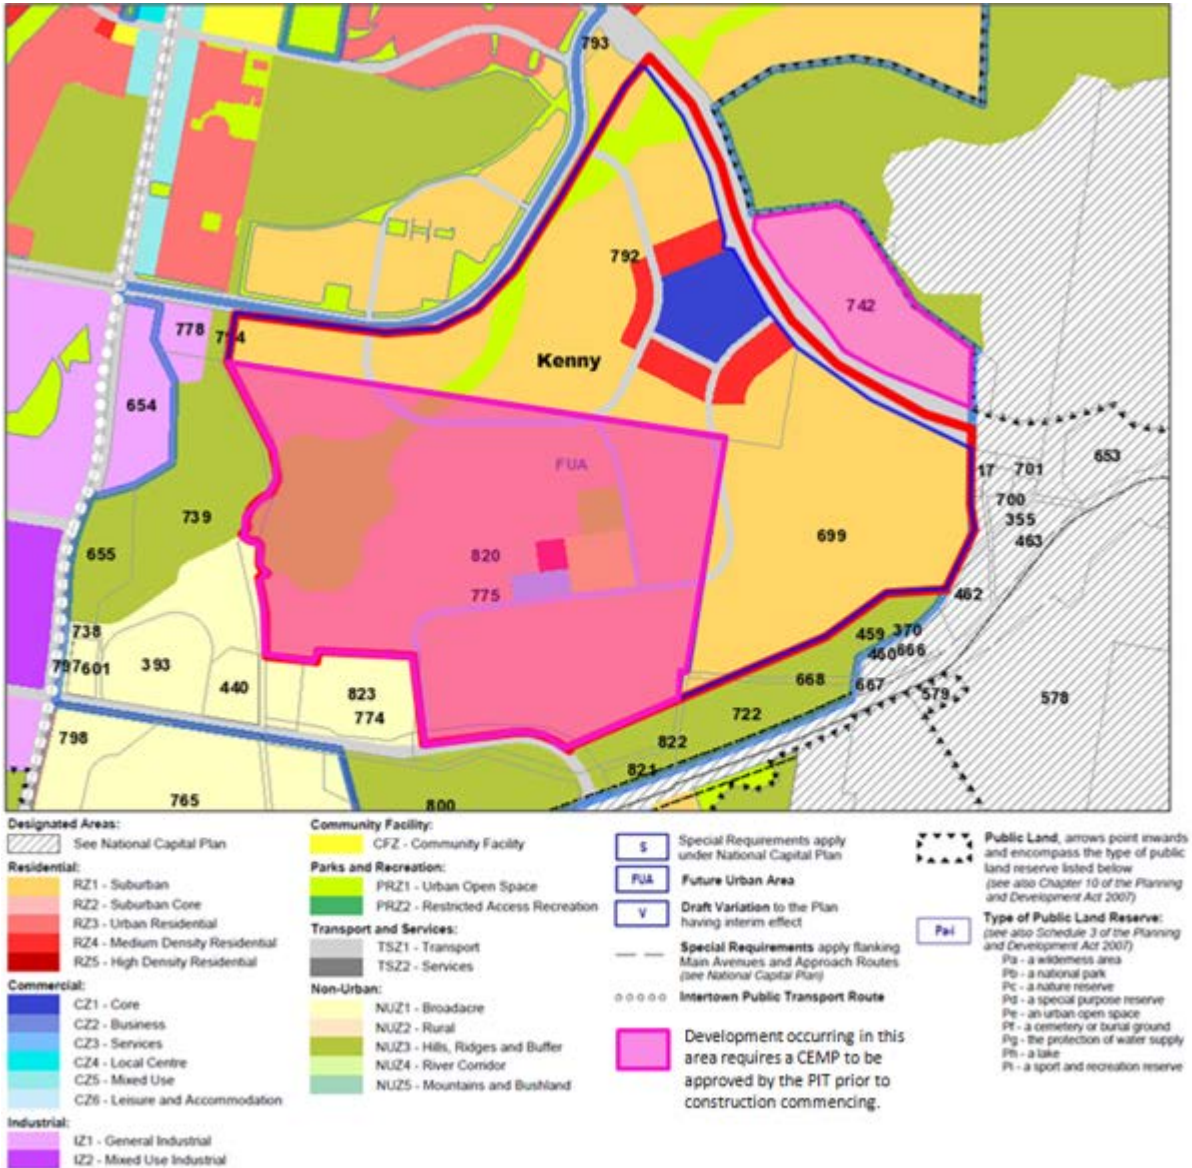 793
792
742
778
794
Kenny
654
FUA
739
820
775
699
655
17
701
653
700
355
463
462
738
797
601
393
440
823
774
459
370
460
666
668
667
579
578
722
822
821
798
765
800
Designated Areas:
See National Capital Plan
Residential:
RZ1 - Suburban
RZ2 - Suburban Core
RZ3 - Urban Residential
RZ4 - Medium Density Residential
RZ5 - High Density Residential
Commercial:
CZ1 - Core
CZ2 - Business
CZ3 - Services
CZ4 - Local Centre
CZ5 - Mixed Use
CZ6 - Leisure and Accommodation
Industrial:
IZ1 - General Industrial
IZ2 - Mixed Use Industrial
Community Facility:
CFZ - Community Facility
Parks and Recreation:
PRZ1 - Urban Open Space
PRZ2 - Restricted Access Recreation
Transport and Services:
TSZ1 - Transport
TSZ2 - Services
Non-Urban:
NUZ1 - Broadacre
NUZ2 - Rural
NUZ3 - Hills, Ridges and Buffer
NUZ4 - River Corridor
NUZ5 - Mountains and Bushland
S
Special Requirements apply
under National Capital Plan
FUA
Future Urban Area
V
Draft Variation to the Plan
having interim effect
Special Requirements apply flanking
Main Avenues and Approach Routes
(see National Capital Plan)
Intertown Public Transport Route
Development occurring in this
area requires a CEMP to be
approved by the PIT prior to
construction commencing.
Public Land, arrows point inwards
and encompass the type of public
land reserve listed below
(see also Chapter 10 of the Planning
and Development Act 2007)
Pa-i
Type of Public Land Reserve:
(see also Schedule 3 of the Planning
and Development Act 2007)
Pa - a wilderness area
Pb - a national park
Pc - a nature reserve
Pd - a special purpose reserve
Pe - an urban open space
Pf - a cemetery or burial ground
Pg - the protection of water supply
Ph - a lake
Pi - a sport and recreation reserve